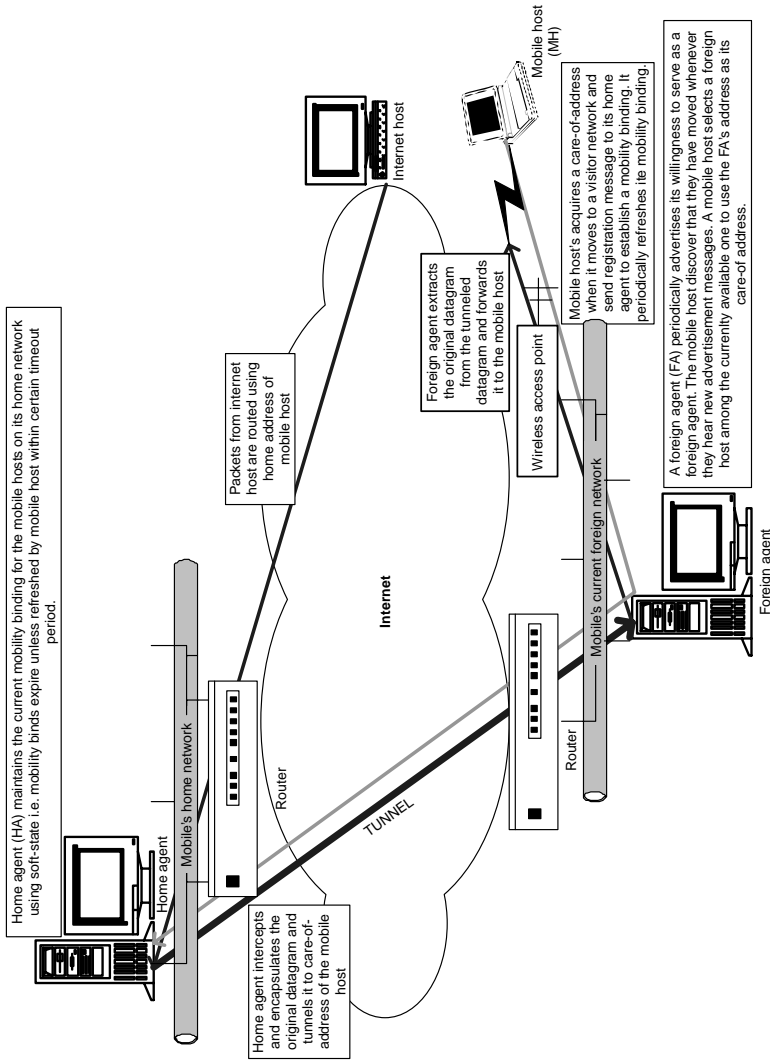 Home agent (HA) maintains the current mobility binding for the mobile hosts on its home network
using soft-state i.e. mobility binds expire unless refreshed by mobile host within certain timeout
period.
Home agent
Mobile's home network
Router
Home agent intercepts
and encapsulates the
original datagram and
tunnels it to care-of-
address of the mobile
host
Packets from internet
host are routed using
home address of
mobile host
Internet host
Internet
TUNNEL
Foreign agent extracts
the original datagram
from the tunneled
datagram and forwards
it to the mobile host
Mobile host
(MH)
Wireless access point
Router
Mobile's current foreign network
Mobile host's acquires a care-of-address
when it moves to a visitor network and
send registration message to its home
agent to establish a mobility binding. It
periodically refreshes ite mobility binding.
Foreign agent
A foreign agent (FA) periodically advertises its willingness to serve as a
foreign agent. The mobile host discover that they have moved whenever
they hear new advertisement messages. A mobile host selects a foreign
host among the currenlty available one to use the FA's address as its
care-of address.